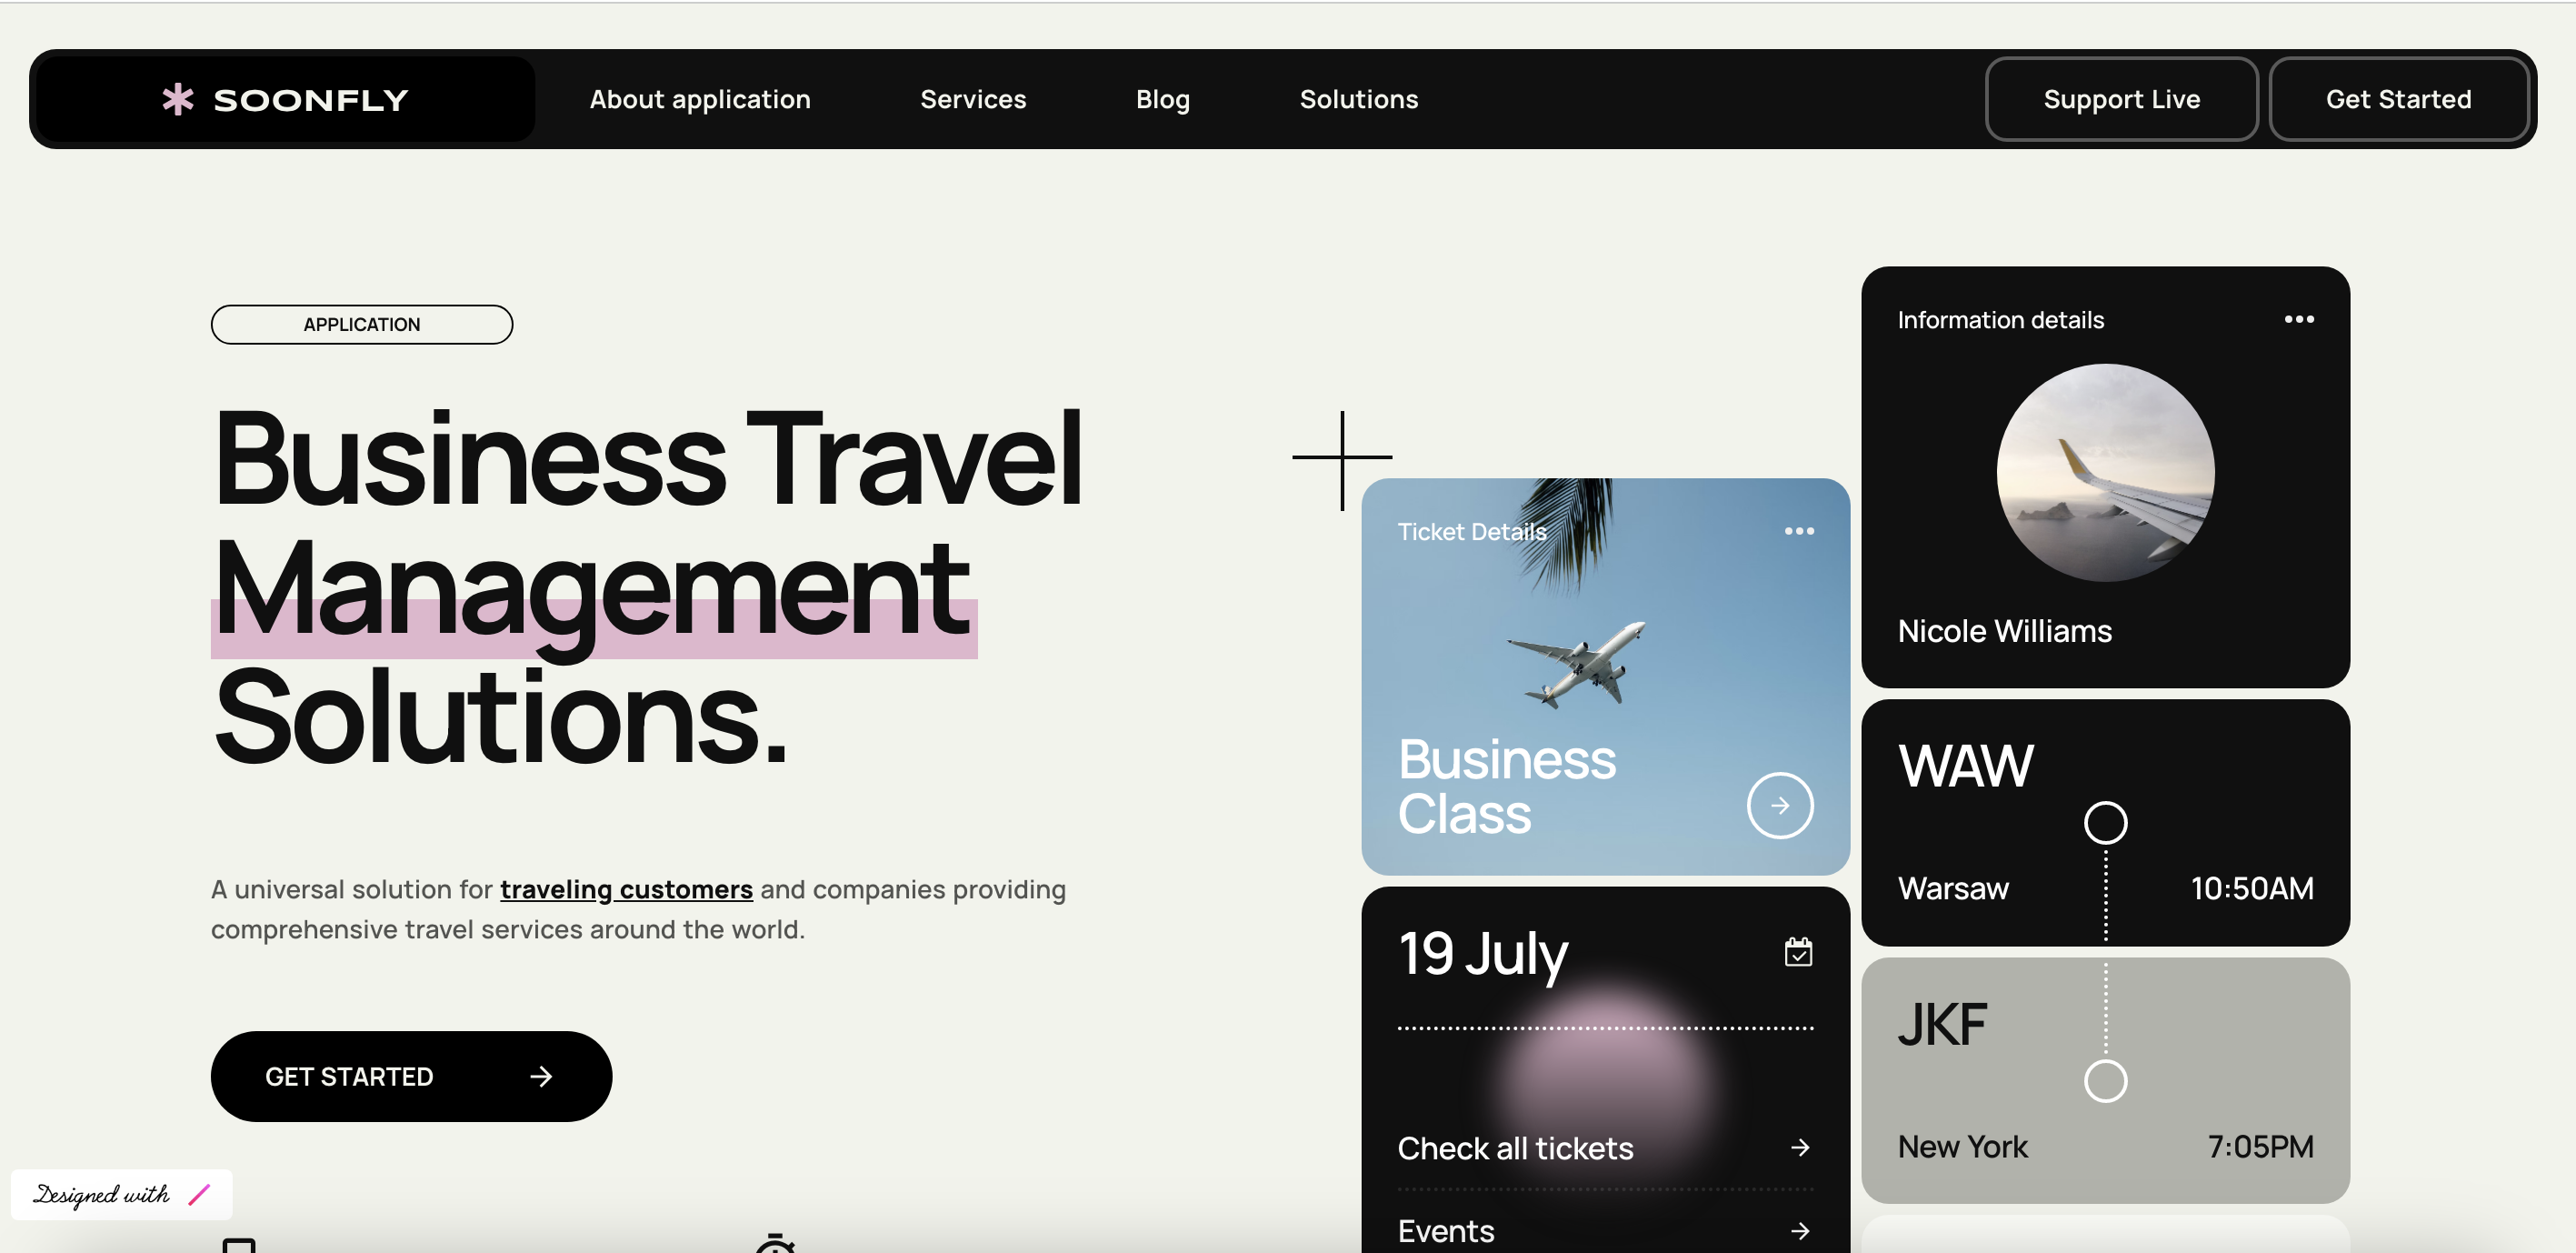 SOONFLY
About application
Services
Blog
Solutions
Support Live
Get Started
APPLICATION
Business Travel
Management
Solutions.
A universal solution for traveling customers and companies providing
comprehensive travel services around the world.
GET STARTED
Designed with
Ticket Details
Business
Class
19 July
Check all tickets
Events
Information details
Nicole Williams
WAW
Warsaw
10:50AM
JKF
New York
7:05PM